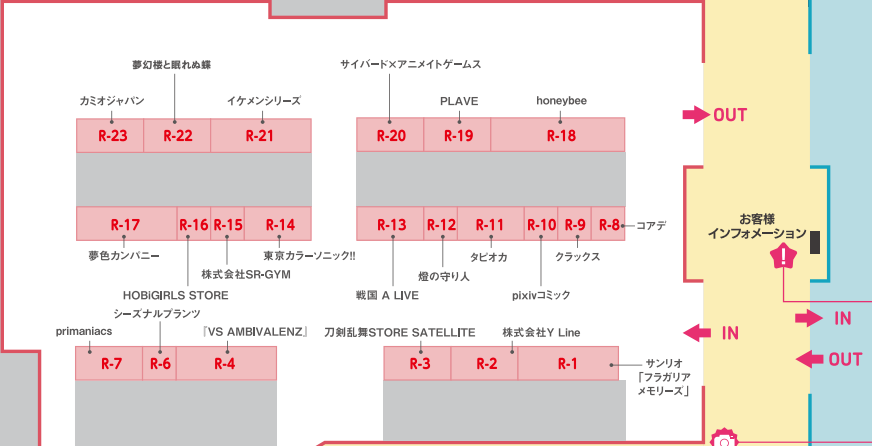 夢幻楼と眠れぬ蝶
サイバード×アニメイトゲームス
カミオジャパン
イケメンシリーズ
PLAVE
honeybee
R-23
R-22
R-21
R-20
R-19
R-18
OUT
R-17
R-16
R-15
R-14
R-13
R-12
R-11
R-10
R-9
R-8
コアデ
お客様
インフォメーション
夢色カンパニー
東京カラーソニック!!
タピオカ
クラックス
株式会社SR-GYM
燈の守り人
HOBiGIRLS STORE
戦国 A LIVE
pixivコミック
シーズナルプランツ
IN
primaniacs
『VS AMBIVALENZ』
刀剣乱舞STORE SATELLITE
株式会社Y Line
IN
R-7
R-6
R-4
R-3
R-2
R-1
サンリオ
「フラガリア
メモリーズ」
OUT